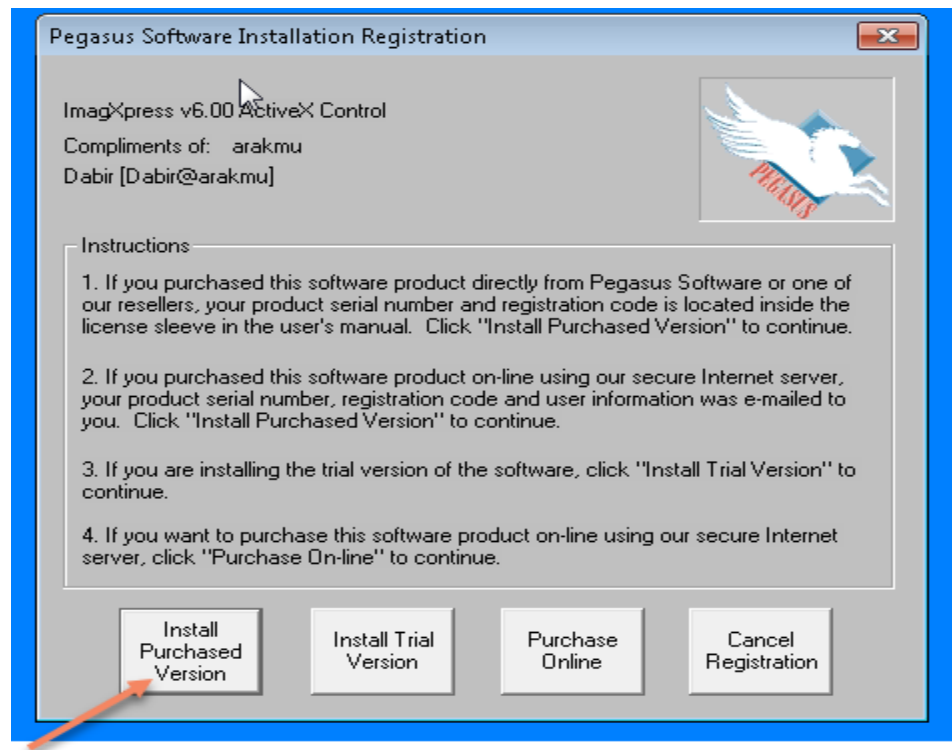 Pegasus Software Installation Registration
ImagXpress v6.00 ActiveX Control
Compliments of: arakmu
Dabir [Dabir@arakmu]
PEGASUS
Instructions
1. If you purchased this software product directly from Pegasus Software or one of
our resellers, your product serial number and registration code is located inside the
license sleeve in the user's manual. Click "Install Purchased Version" to continue.
2. If you purchased this software product on-line using our secure Internet server,
your product serial number, registration code and user information was e-mailed to
you. Click "Install Purchased Version" to continue.
3. If you are installing the trial version of the software, click "Install Trial Version" to
continue.
4. If you want to purchase this software product on-line using our secure Internet
server, click "Purchase On-line" to continue.
Install
Purchased
Version
Install Trial
Version
Purchase
Online
Cancel
Registration